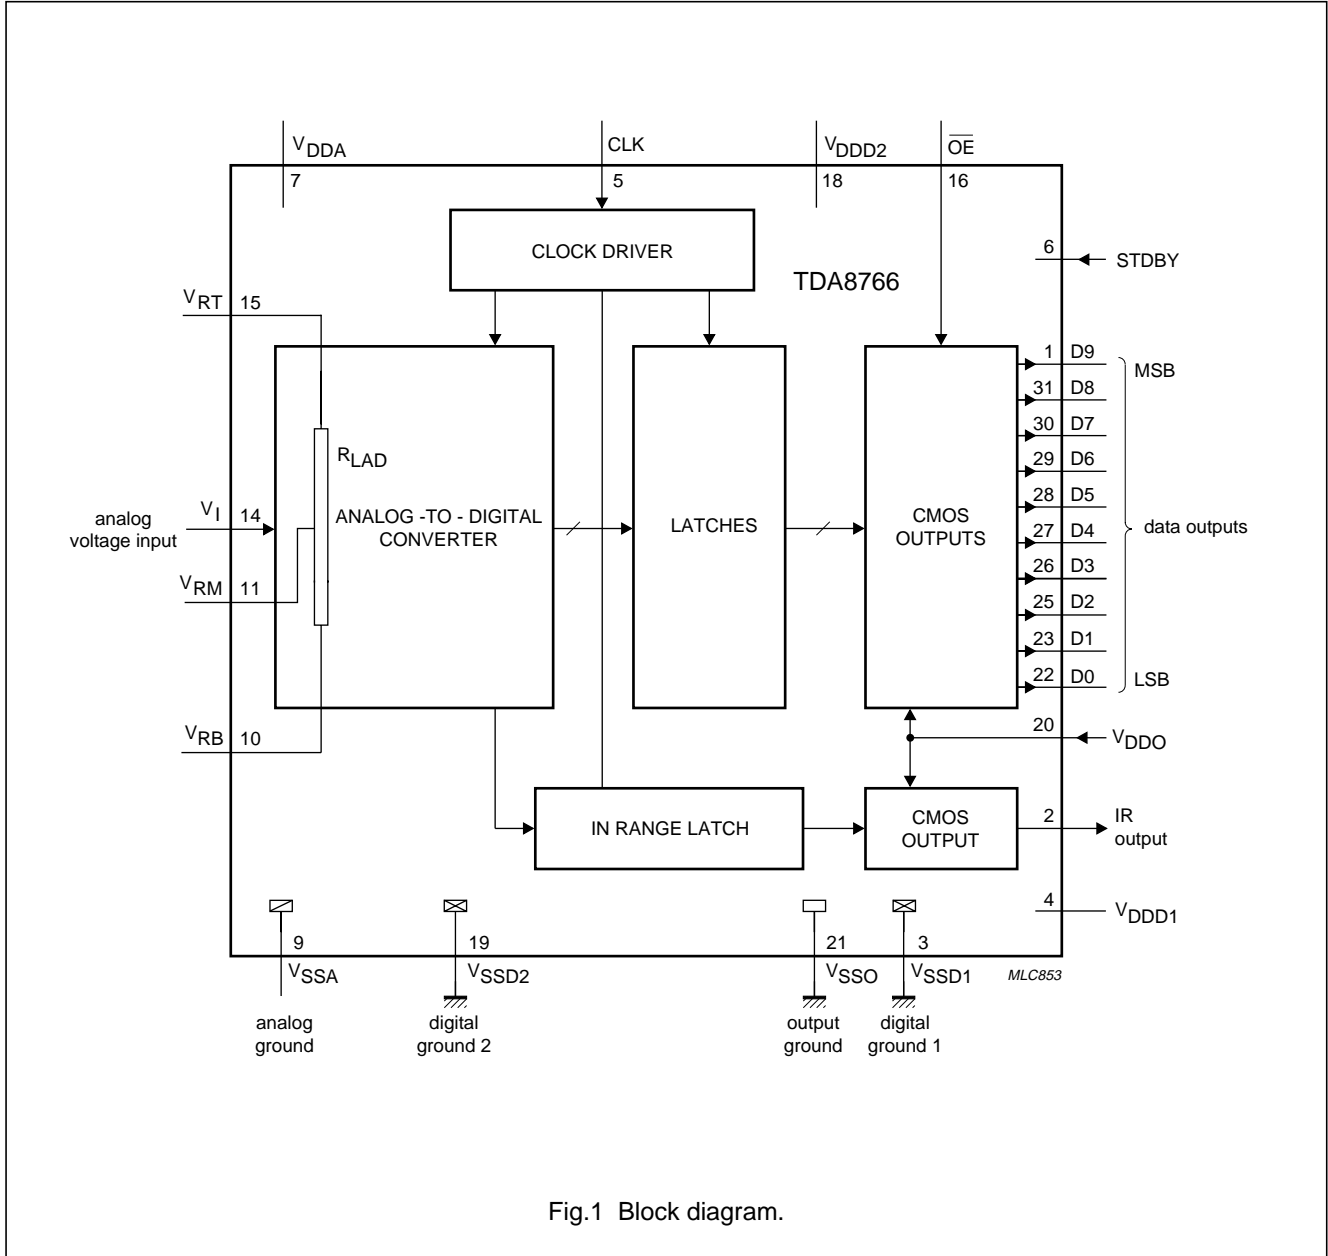 VDDA
CLK
VDDD2
OE
7
5
18
16
CLOCK DRIVER
6
STDBY
TDA8766
VRT
15
1
D9
MSB
31
D8
30
D7
RLAD
29
D6
analog
voltage input
VI
14
ANALOG -TO - DIGITAL
CONVERTER
LATCHES
CMOS
OUTPUTS
28
D5
data outputs
27
D4
VRM
11
26
D3
25
D2
23
D1
22
D0
LSB
VRB
10
20
VDDO
IN RANGE LATCH
CMOS
OUTPUT
2
IR
output
4
VDDD1
9
19
21
3
VSSA
VSSD2
VSSO
VSSD1
MLC853
analog
ground
digital
ground 2
output
ground
digital
ground 1
Fig.1 Block diagram.